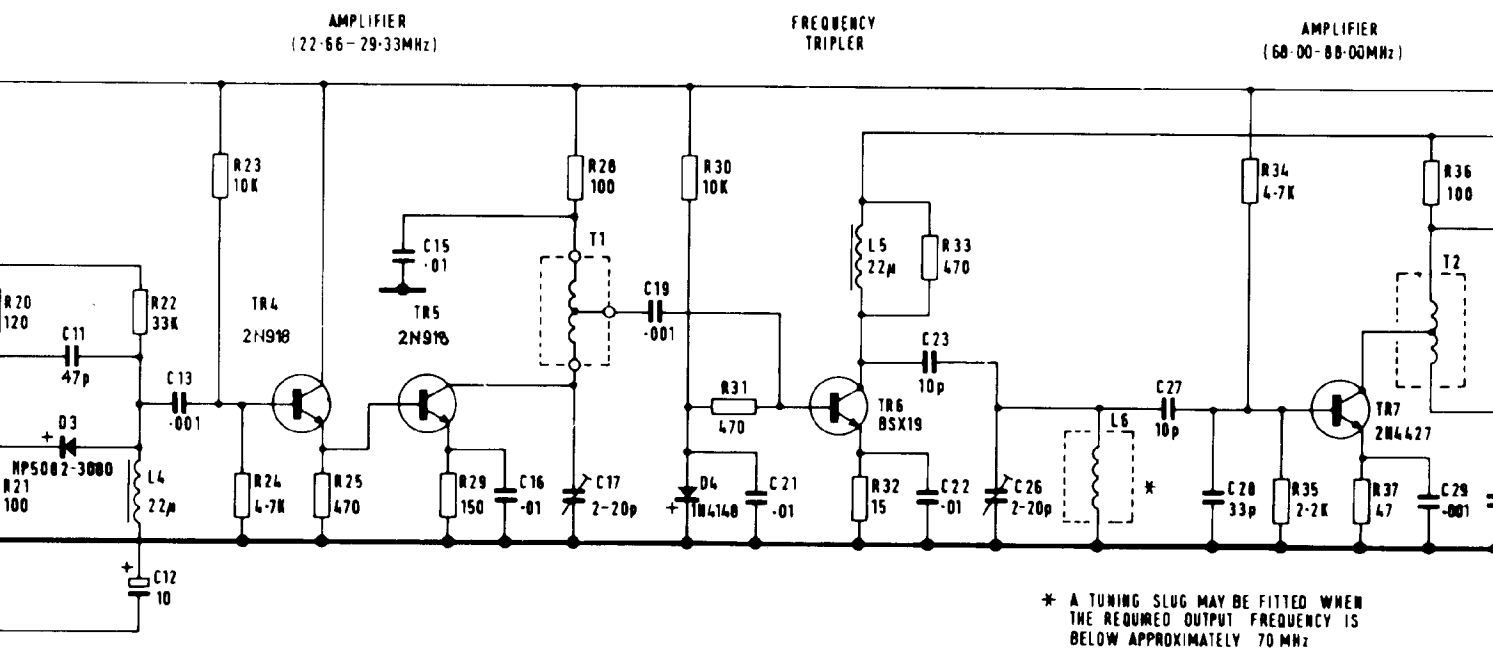 AMPLIFIER
(22·66-29·33MHz)
FREQUENCY
TRIPLER
AMPLIFIER
(68·00-88·00MHz)
R23
10K
R28
100
R30
10K
R34
4·7K
R36
100
C15
·01
T1
L5
22µ
R33
470
T2
R20
120
R22
33K
TR4
2N918
TR5
2N918
C19
·001
C11
47p
C23
10p
C13
·001
R31
470
TR6
BSX19
C27
10p
L6
TR7
2N4427
+
D3
HP5082-3080
L4
22µ
R21
100
R24
4·7K
R25
470
R29
150
C16
·01
C17
2-20p
D4
+
1N4148
C21
·01
R32
15
C22
·01
C26
2-20p
*
C28
33p
R35
2·2K
R37
47
C29
·001
+
C12
10
* A TUNING SLUG MAY BE FITTED WHEN
THE REQUIRED OUTPUT FREQUENCY IS
BELOW APPROXIMATELY 70 MHz